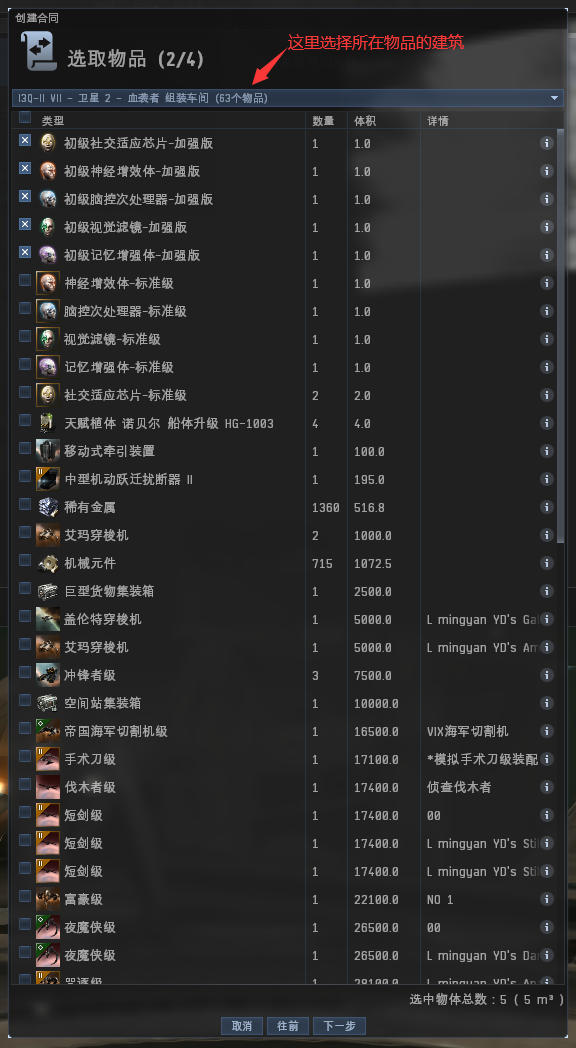 创建合同
选取物品 (2/4)
这里选择所在物品的建筑
I3Q-II VII - 卫星 2 - 血袭者 组装车间 (63个物品)
类型 数量 体积 详情
初级社交适应芯片-加强版 1 1.0
初级神经增效体-加强版 1 1.0
初级脑控次处理器-加强版 1 1.0
初级视觉滤镜-加强版 1 1.0
初级记忆增强体-加强版 1 1.0
神经增效体-标准级 1 1.0
脑控次处理器-标准级 1 1.0
视觉滤镜-标准级 1 1.0
记忆增强体-标准级 1 1.0
社交适应芯片-标准级 2 2.0
天赋植体 诺贝尔 船体升级 HG-1003 4 4.0
移动式牵引装置 1 100.0
中型机动跃迁扰断器 II 1 195.0
稀有金属 1360 516.8
艾玛穿梭机 2 1000.0
机械元件 715 1072.5
巨型货物集装箱 1 2500.0
盖伦特穿梭机 1 5000.0 L mingyan YD's Ga
艾玛穿梭机 1 5000.0 L mingyan YD's Am
冲锋者级 3 7500.0
空间站集装箱 1 10000.0
帝国海军切割机级 1 16500.0 VIX海军切割机
手术刀级 1 17100.0 *模拟手术刀级装配
伐木者级 1 17400.0 侦查伐木者
短剑级 1 17400.0 00
短剑级 1 17400.0 L mingyan YD's Sti
短剑级 1 17400.0 L mingyan YD's Sti
富豪级 1 22100.0 NO 1
夜魔侠级 1 26500.0 00
夜魔侠级 1 26500.0 L mingyan YD's Da
咒逐级 1 28100.0 L mingyan YD's An
选中物体总数 : 5 ( 5 m³ )
取消 往前 下一步